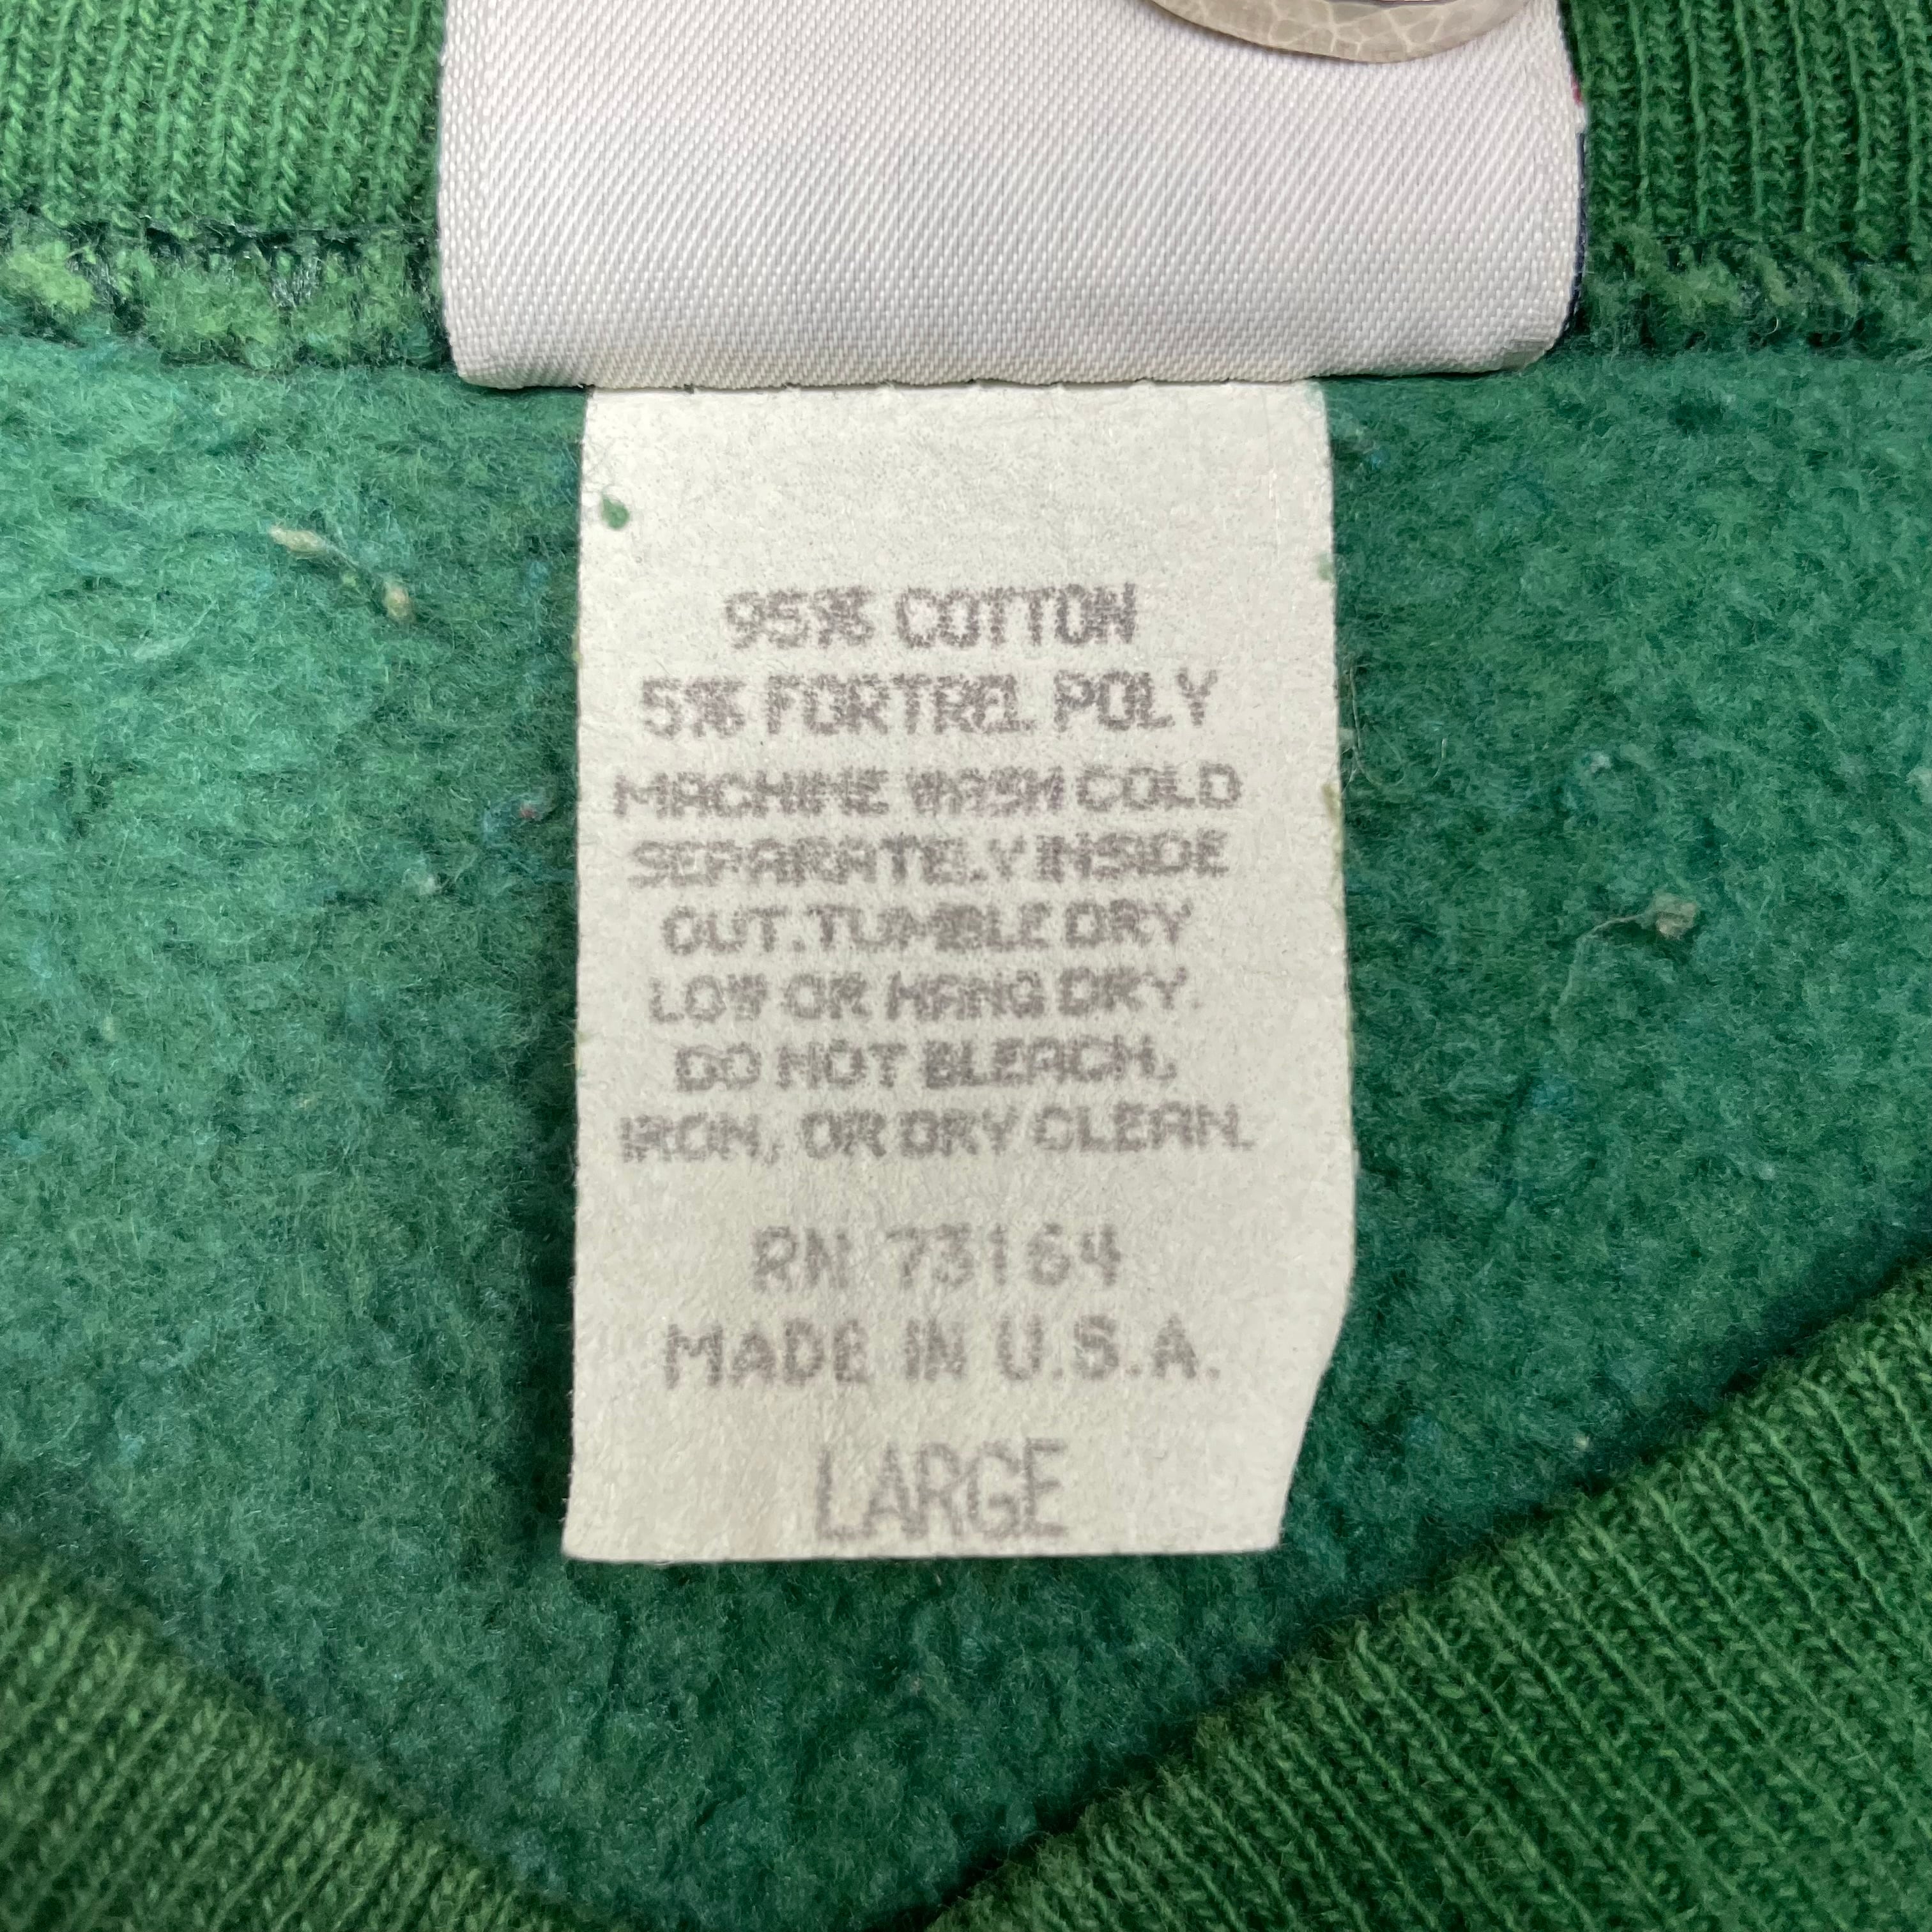 95% COTTON
5% FORTREL POLY
MACHINE WASH COLD
SEPARATELY INSIDE
OUT. TUMBLE DRY
LOW OR HANG DRY.
DO NOT BLEACH,
IRON, OR DRY CLEAN.
RN 73164
MADE IN U.S.A.
LARGE